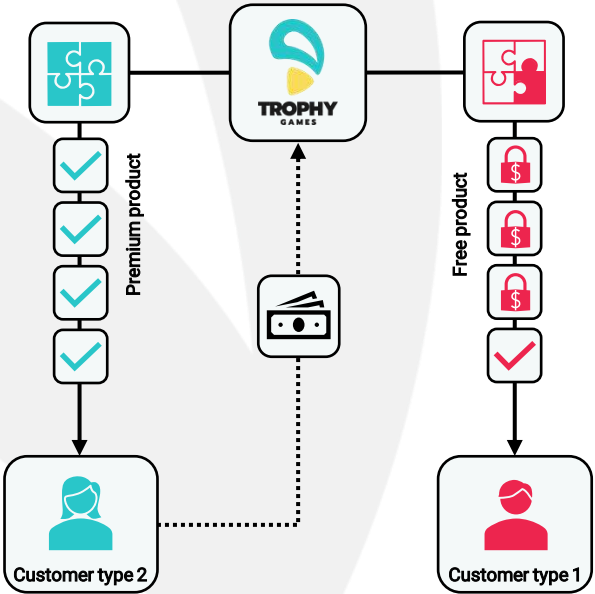 TROPHY
GAMES
Premium product
Free product
$
$
$
Customer type 2
Customer type 1